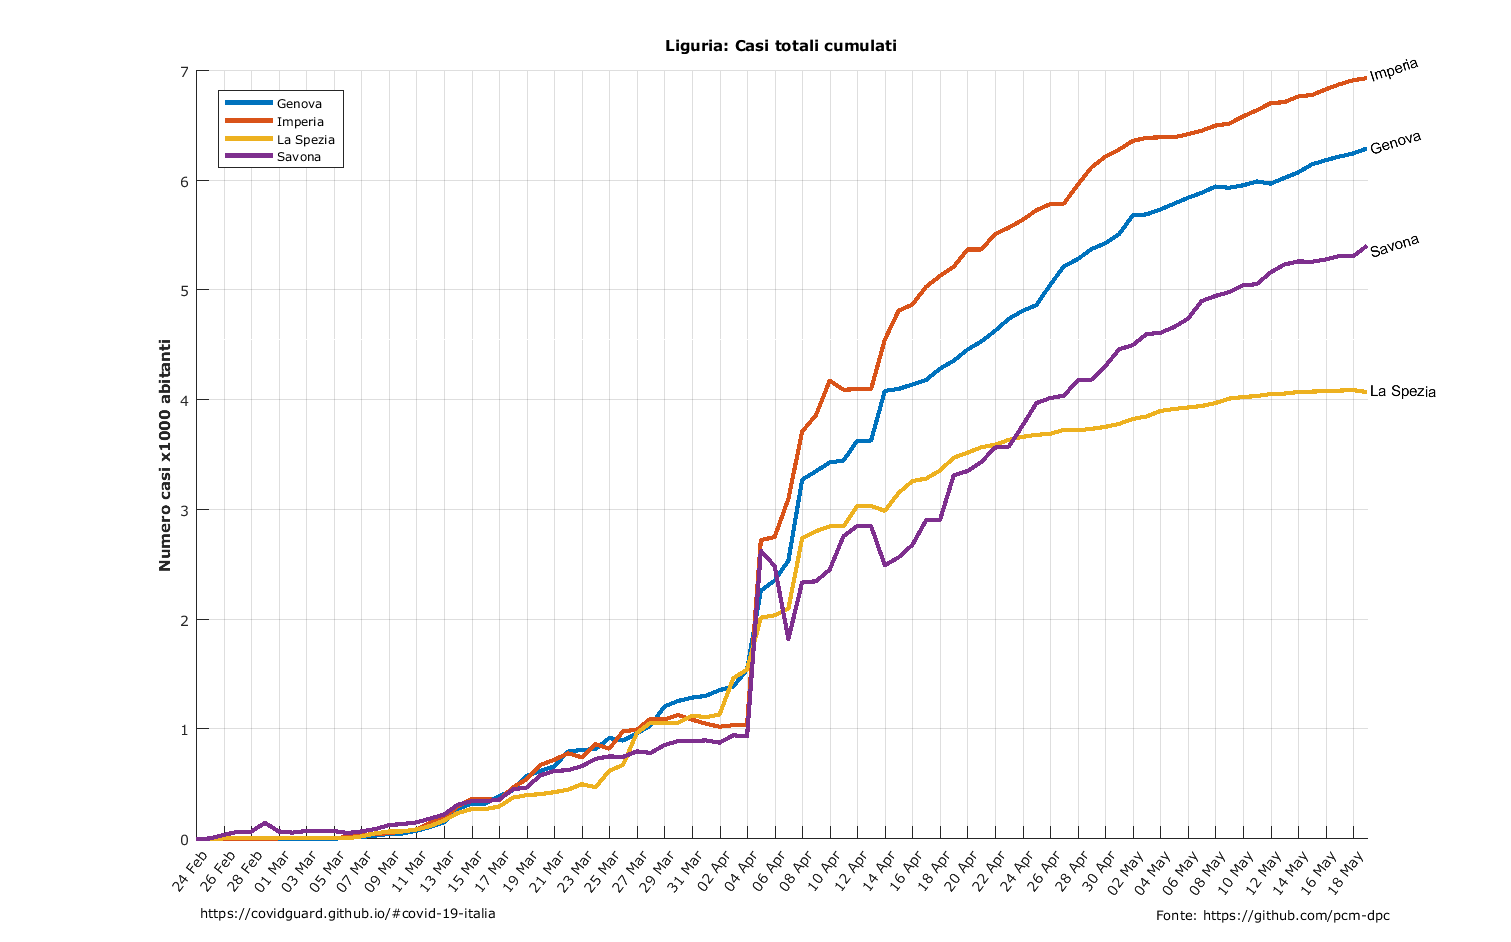 Liguria: Casi totali cumulati
Numero casi x1000 abitanti
7
6
5
4
3
2
1
0
Genova
Imperia
La Spezia
Savona
Imperia
Genova
Savona
La Spezia
24 Feb
26 Feb
28 Feb
01 Mar
03 Mar
05 Mar
07 Mar
09 Mar
11 Mar
13 Mar
15 Mar
17 Mar
19 Mar
21 Mar
23 Mar
25 Mar
27 Mar
29 Mar
31 Mar
02 Apr
04 Apr
06 Apr
08 Apr
10 Apr
12 Apr
14 Apr
16 Apr
18 Apr
20 Apr
22 Apr
24 Apr
26 Apr
28 Apr
30 Apr
02 May
04 May
06 May
08 May
10 May
12 May
14 May
16 May
18 May
https://covidguard.github.io/#covid-19-italia
Fonte: https://github.com/pcm-dpc